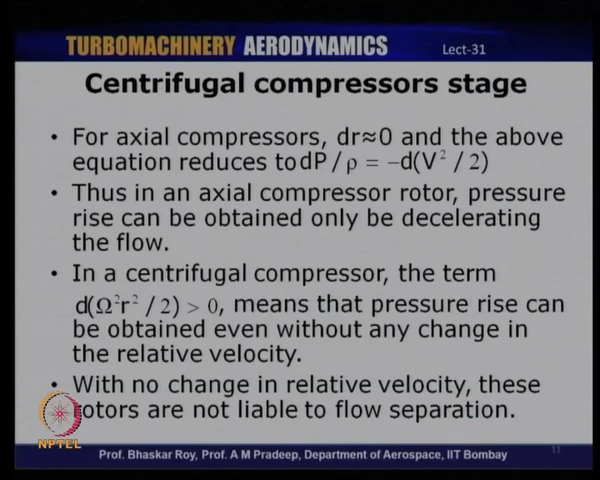 TURBOMACHINERY AERODYNAMICS Lect-31
Centrifugal compressors stage
• For axial compressors, dr≈0 and the above
equation reduces to dP / ρ = −d(V² / 2)
• Thus in an axial compressor rotor, pressure
rise can be obtained only be decelerating
the flow.
• In a centrifugal compressor, the term
d(Ω²r² / 2) > 0, means that pressure rise can
be obtained even without any change in
the relative velocity.
• With no change in relative velocity, these
rotors are not liable to flow separation.
NPTEL
Prof. Bhaskar Roy, Prof. A M Pradeep, Department of Aerospace, IIT Bombay
11